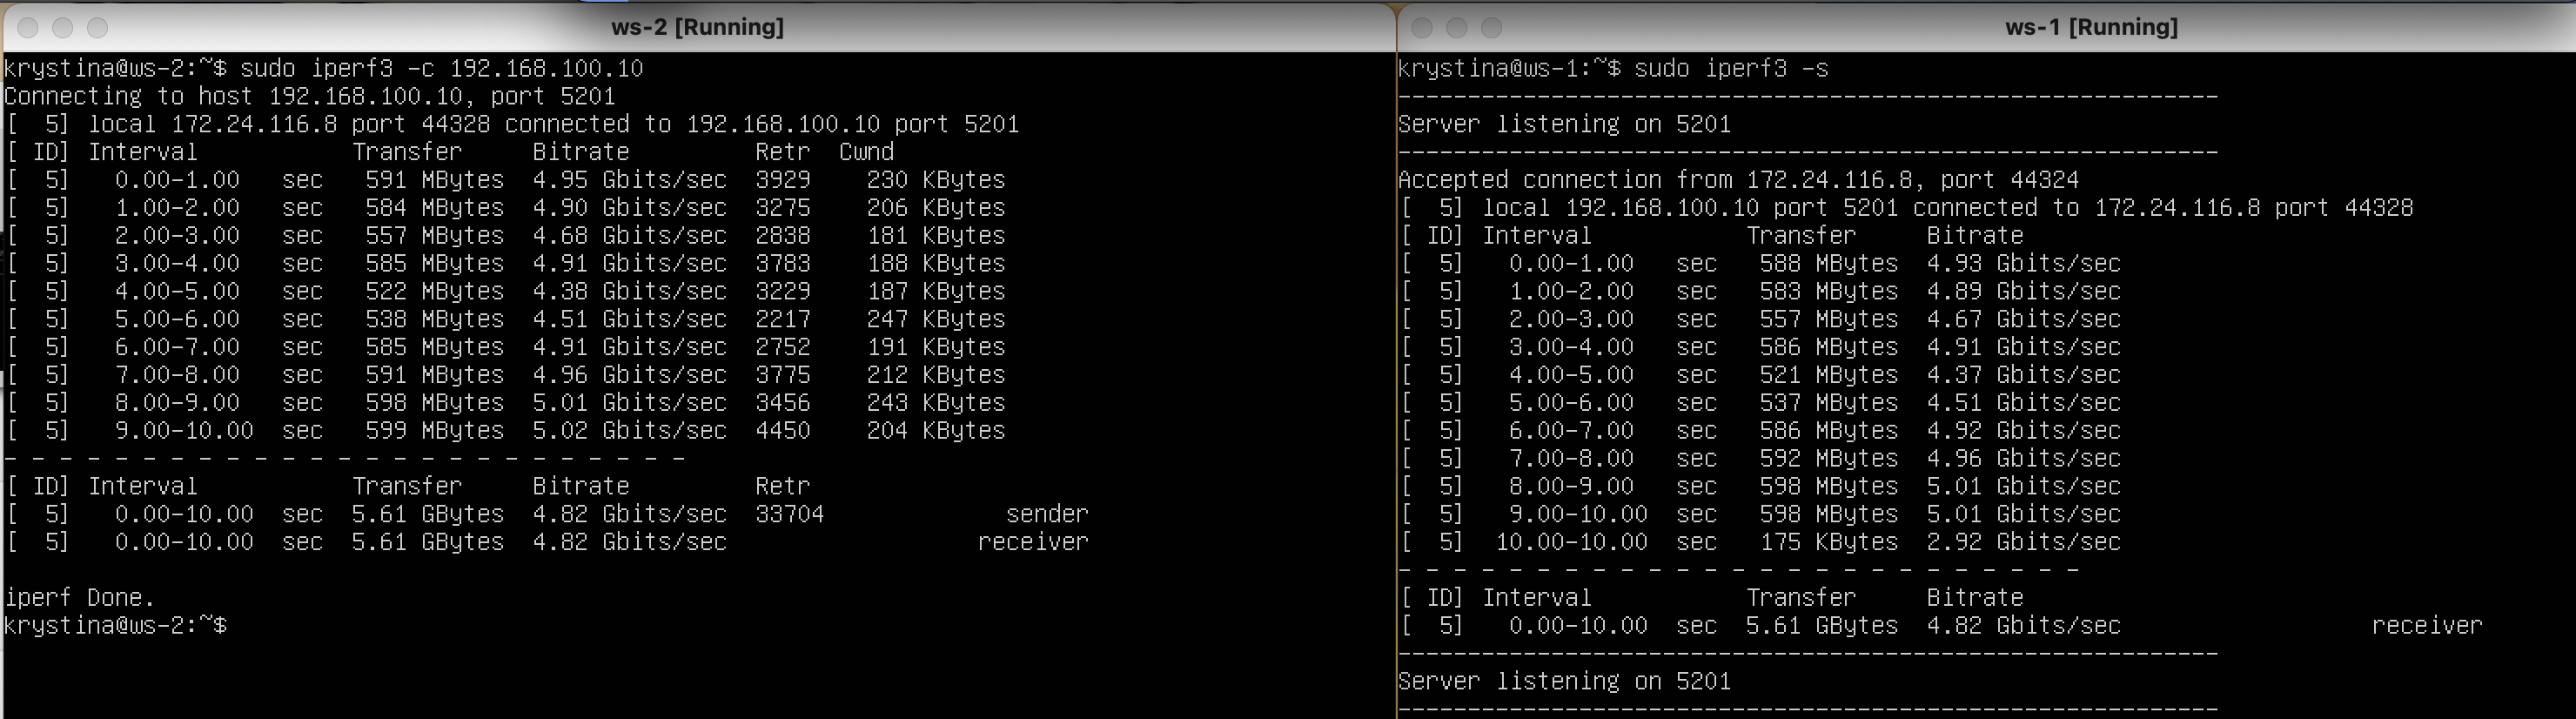 ws-2 [Running]
krystina@ws-2:~$ sudo iperf3 -c 192.168.100.10
Connecting to host 192.168.100.10, port 5201
[  5] local 172.24.116.8 port 44328 connected to 192.168.100.10 port 5201
[ ID] Interval           Transfer     Bitrate         Retr  Cwnd
[  5]   0.00-1.00   sec   591 MBytes  4.95 Gbits/sec  3929    230 KBytes
[  5]   1.00-2.00   sec   584 MBytes  4.90 Gbits/sec  3275    206 KBytes
[  5]   2.00-3.00   sec   557 MBytes  4.68 Gbits/sec  2838    181 KBytes
[  5]   3.00-4.00   sec   585 MBytes  4.91 Gbits/sec  3783    188 KBytes
[  5]   4.00-5.00   sec   522 MBytes  4.38 Gbits/sec  3229    187 KBytes
[  5]   5.00-6.00   sec   538 MBytes  4.51 Gbits/sec  2217    247 KBytes
[  5]   6.00-7.00   sec   585 MBytes  4.91 Gbits/sec  2752    191 KBytes
[  5]   7.00-8.00   sec   591 MBytes  4.96 Gbits/sec  3775    212 KBytes
[  5]   8.00-9.00   sec   598 MBytes  5.01 Gbits/sec  3456    243 KBytes
[  5]   9.00-10.00  sec   599 MBytes  5.02 Gbits/sec  4450    204 KBytes
- - - - - - - - - - - - - - - - - - - - - - - - -
[ ID] Interval           Transfer     Bitrate         Retr
[  5]   0.00-10.00  sec  5.61 GBytes  4.82 Gbits/sec  33704             sender
[  5]   0.00-10.00  sec  5.61 GBytes  4.82 Gbits/sec                  receiver
iperf Done.
krystina@ws-2:~$
ws-1 [Running]
krystina@ws-1:~$ sudo iperf3 -s
-----------------------------------------------------------
Server listening on 5201
-----------------------------------------------------------
Accepted connection from 172.24.116.8, port 44324
[  5] local 192.168.100.10 port 5201 connected to 172.24.116.8 port 44328
[ ID] Interval           Transfer     Bitrate
[  5]   0.00-1.00   sec   588 MBytes  4.93 Gbits/sec
[  5]   1.00-2.00   sec   583 MBytes  4.89 Gbits/sec
[  5]   2.00-3.00   sec   557 MBytes  4.67 Gbits/sec
[  5]   3.00-4.00   sec   586 MBytes  4.91 Gbits/sec
[  5]   4.00-5.00   sec   521 MBytes  4.37 Gbits/sec
[  5]   5.00-6.00   sec   537 MBytes  4.51 Gbits/sec
[  5]   6.00-7.00   sec   586 MBytes  4.92 Gbits/sec
[  5]   7.00-8.00   sec   592 MBytes  4.96 Gbits/sec
[  5]   8.00-9.00   sec   598 MBytes  5.01 Gbits/sec
[  5]   9.00-10.00  sec   598 MBytes  5.01 Gbits/sec
[  5]  10.00-10.00  sec   175 KBytes  2.92 Gbits/sec
- - - - - - - - - - - - - - - - - - - - - - - - -
[ ID] Interval           Transfer     Bitrate
[  5]   0.00-10.00  sec  5.61 GBytes  4.82 Gbits/sec                  receiver
-----------------------------------------------------------
Server listening on 5201
-----------------------------------------------------------